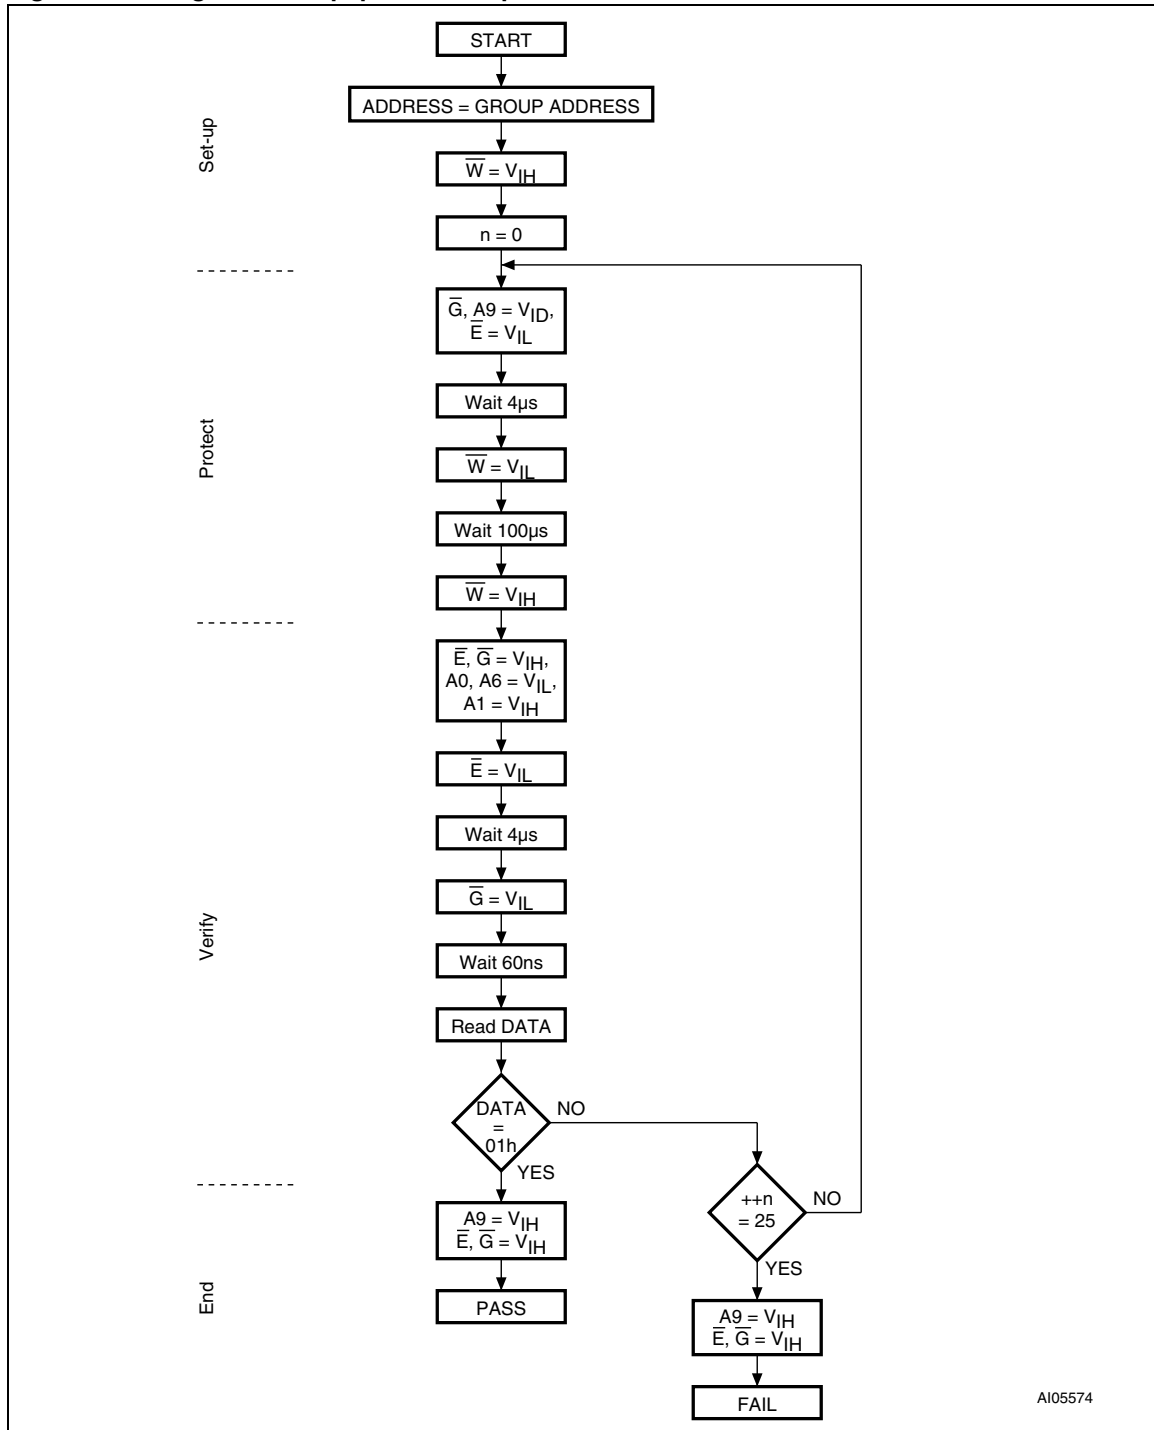 START
ADDRESS = GROUP ADDRESS
Set-up
W̅ = VIH
n = 0
G̅, A9 = VID,
E̅ = VIL
Wait 4µs
Protect
W̅ = VIL
Wait 100µs
W̅ = VIH
E̅, G̅ = VIH,
A0, A6 = VIL,
A1 = VIH
E̅ = VIL
Wait 4µs
G̅ = VIL
Verify
Wait 60ns
Read DATA
DATA
=
01h
NO
YES
++n
= 25
NO
YES
A9 = VIH
E̅, G̅ = VIH
End
PASS
A9 = VIH
E̅, G̅ = VIH
FAIL
AI05574